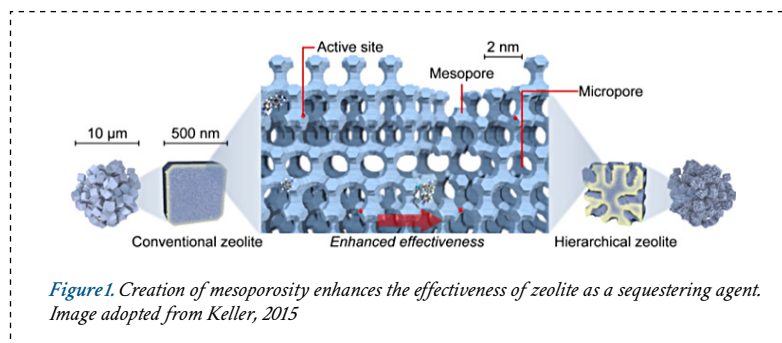 Active site
2 nm
Mesopore
Micropore
10 µm
500 nm
Conventional zeolite
Enhanced effectiveness
Hierarchical zeolite
Figure1. Creation of mesoporosity enhances the effectiveness of zeolite as a sequestering agent.
Image adopted from Keller, 2015